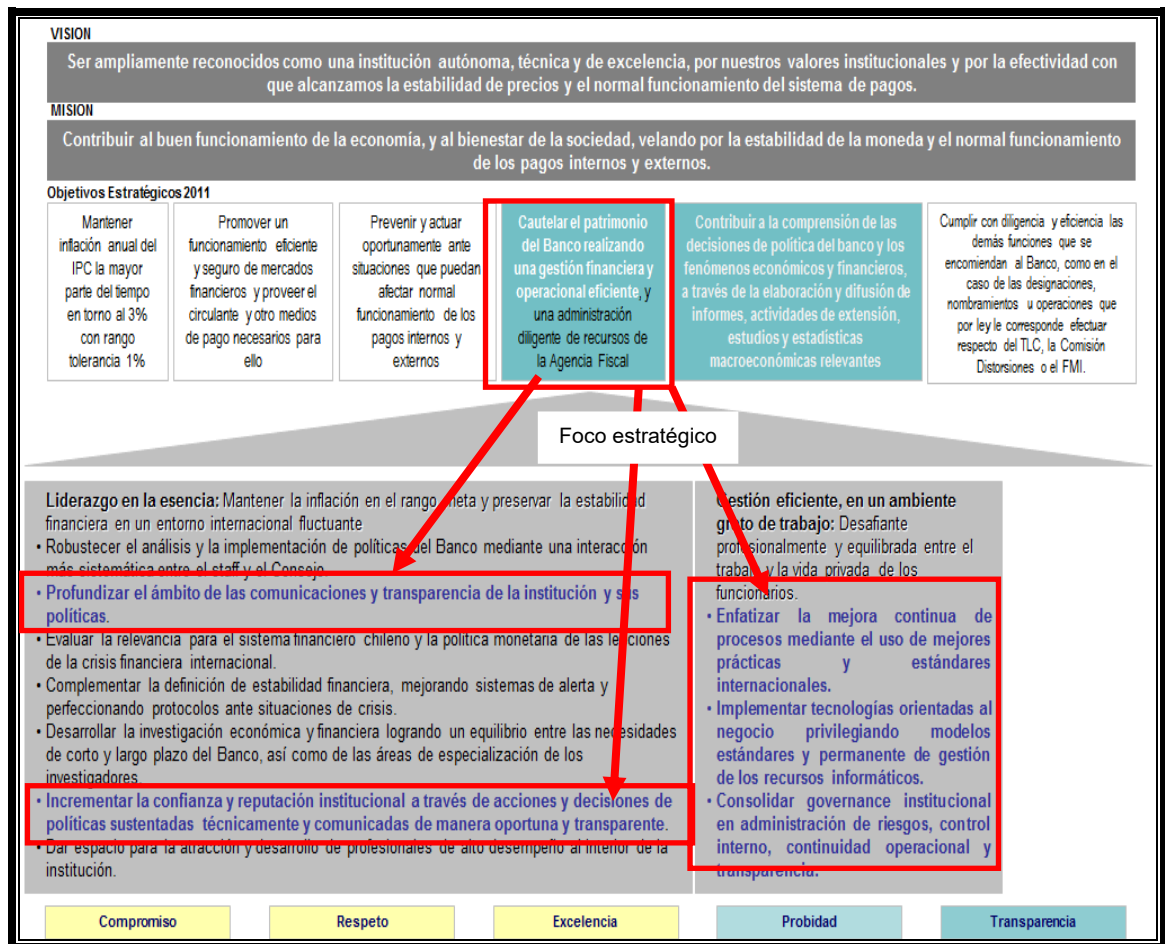 VISION
Ser ampliamente reconocidos como una institución autónoma, técnica y de excelencia, por nuestros valores institucionales y por la efectividad con
que alcanzamos la estabilidad de precios y el normal funcionamiento del sistema de pagos.
MISION
Contribuir al buen funcionamiento de la economía, y al bienestar de la sociedad, velando por la estabilidad de la moneda y el normal funcionamiento
de los pagos internos y externos.
Objetivos Estratégicos 2011
Mantener
inflación anual del
IPC la mayor
parte del tiempo
en torno al 3%
con rango
tolerancia 1%
Promover un
funcionamiento eficiente
y seguro de mercados
financieros y proveer el
circulante y otro medios
de pago necesarios para
ello
Prevenir y actuar
oportunamente ante
situaciones que puedan
afectar normal
funcionamiento de los
pagos internos y
externos
Cautelar el patrimonio
del Banco realizando
una gestión financiera y
operacional eficiente, y
una administración
diligente de recursos de
la Agencia Fiscal
Contribuir a la comprensión de las
decisiones de política del banco y los
fenómenos económicos y financieros,
a través de la elaboración y difusión de
informes, actividades de extensión,
estudios y estadísticas
macroeconómicas relevantes
Cumplir con diligencia y eficiencia las
demás funciones que se
encomiendan al Banco, como en el
caso de las designaciones,
nombramientos u operaciones que
por ley le corresponde efectuar
respecto del TLC, la Comisión
Distorsiones o el FMI.
Foco estratégico
Liderazgo en la esencia: Mantener la inflación en el rango meta y preservar la estabilidad
financiera en un entorno internacional fluctuante
• Robustecer el análisis y la implementación de políticas del Banco mediante una interacción
más sistemática entre el staff y el Consejo.
• Profundizar el ámbito de las comunicaciones y transparencia de la institución y sus
políticas.
• Evaluar la relevancia para el sistema financiero chileno y la política monetaria de las lecciones
de la crisis financiera internacional.
• Complementar la definición de estabilidad financiera, mejorando sistemas de alerta y
perfeccionando protocolos ante situaciones de crisis.
• Desarrollar la investigación económica y financiera logrando un equilibrio entre las necesidades
de corto y largo plazo del Banco, así como de las áreas de especialización de los
investigadores.
• Incrementar la confianza y reputación institucional a través de acciones y decisiones de
políticas sustentadas técnicamente y comunicadas de manera oportuna y transparente.
• Dar espacio para la atracción y desarrollo de profesionales de alto desempeño al interior de la
institución.
Gestión eficiente, en un ambiente
grato de trabajo: Desafiante
profesionalmente y equilibrada entre el
trabajo y la vida privada de los
funcionarios.
• Enfatizar la mejora continua de
procesos mediante el uso de mejores
prácticas y estándares
internacionales.
• Implementar tecnologías orientadas al
negocio privilegiando modelos
estándares y permanente de gestión
de los recursos informáticos.
• Consolidar governance institucional
en administración de riesgos, control
interno, continuidad operacional y
transparencia.
Compromiso
Respeto
Excelencia
Probidad
Transparencia